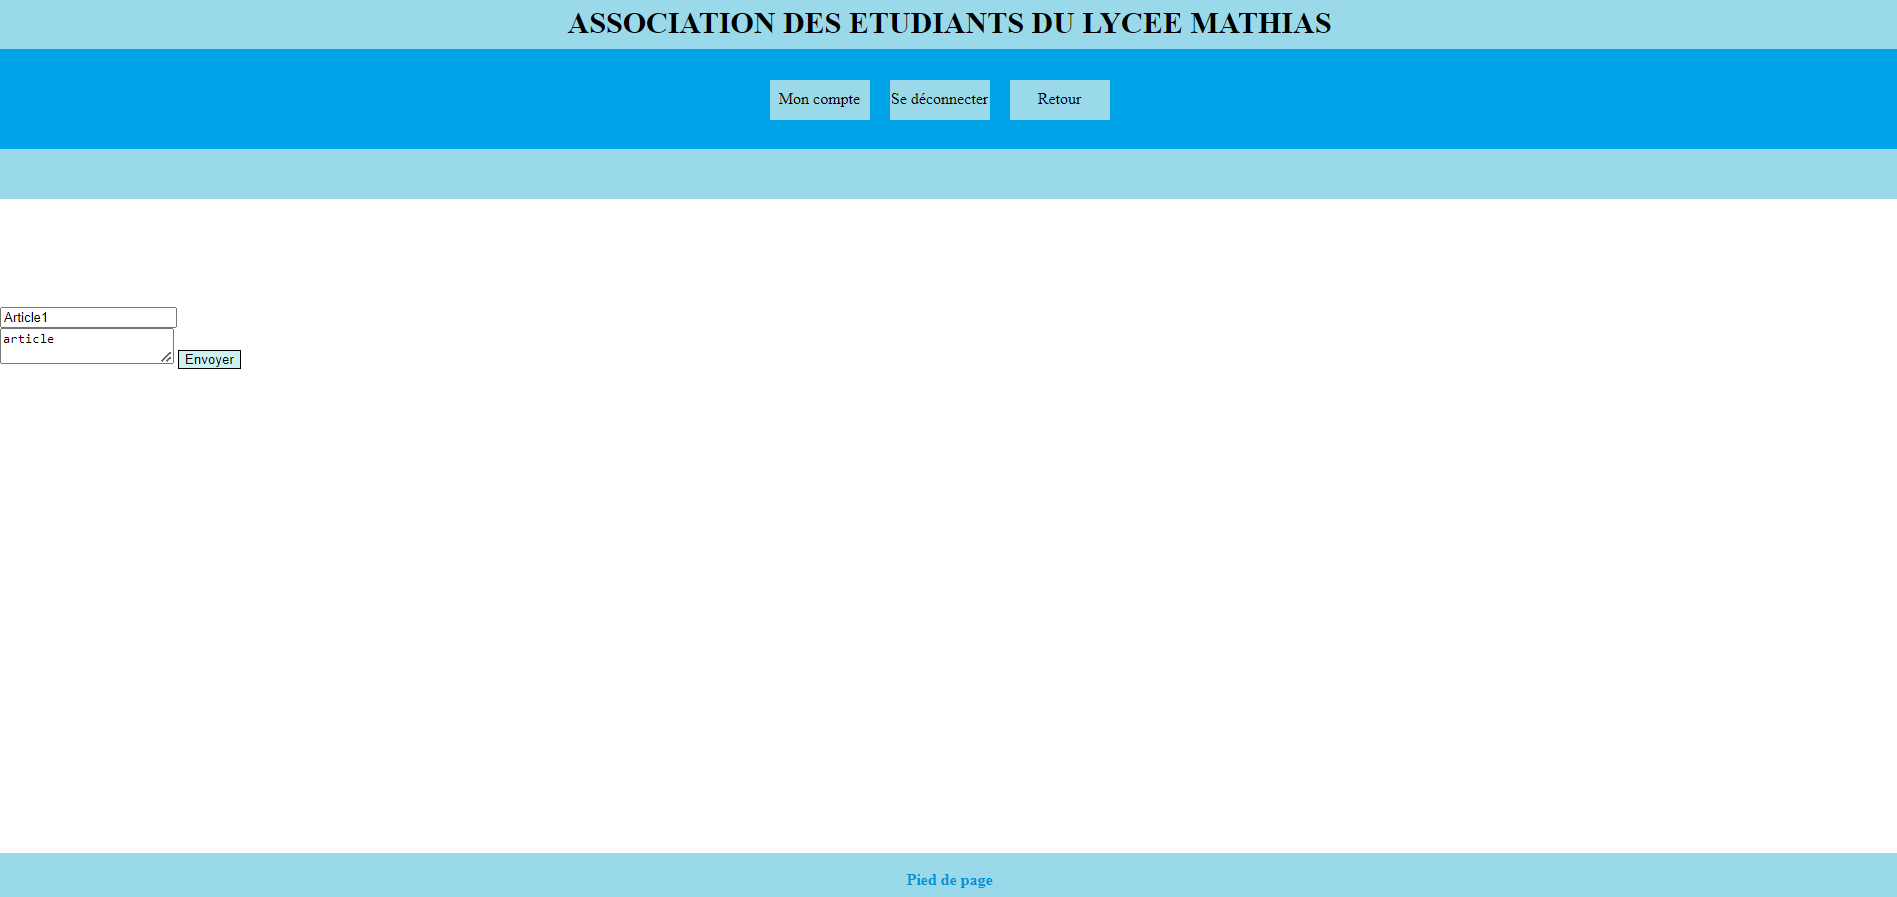 ASSOCIATION DES ETUDIANTS DU LYCEE MATHIAS
Mon compte Se déconnecter Retour
Article1
article
Envoyer
Pied de page